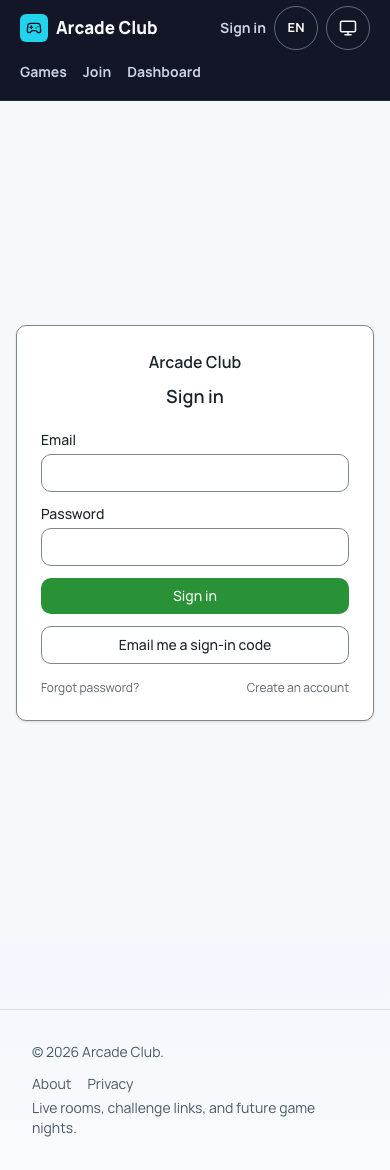 Arcade Club
Sign in
EN
Games
Join
Dashboard
Arcade Club
Sign in
Email
Password
Sign in
Email me a sign-in code
Forgot password?
Create an account
© 2026 Arcade Club.
About
Privacy
Live rooms, challenge links, and future game
nights.